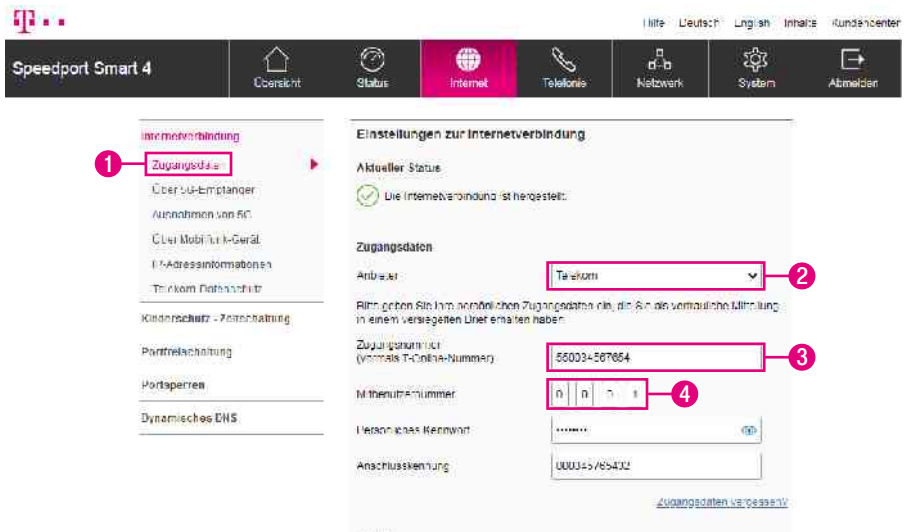 T
Hilfe Deutsch English Inhalte Kundencenter
Speedport Smart 4
Übersicht
Status
Internet
Telefonie
Netzwerk
System
Abmelden
Internetverbindung
1
Zugangsdaten
Über 5G-Empfänger
Ausnahmen von 5G
Über Mobilfunk-Gerät
IP-Adressinformationen
Telekom Datenschutz
Kinderschutz - Zeitschaltung
Portfreischaltung
Portsperren
Dynamisches DNS
Einstellungen zur Internetverbindung
Aktueller Status
Die Internetverbindung ist hergestellt.
Zugangsdaten
Anbieter
Telekom
2
Bitte geben Sie Ihre persönlichen Zugangsdaten ein, die Sie als vertrauliche Mitteilung
in einem versiegelten Brief erhalten haben.
Zugangsnummer
(vormals T-Online-Nummer)
550034567654
3
Mitbenutzernummer
0 0 0 1
4
Persönliches Kennwort
••••••••
Anschlusskennung
000345765432
Zugangsdaten vergessen?